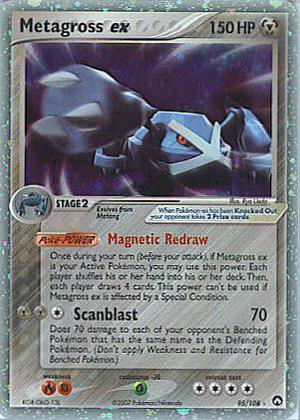 Metagross ex 150 HP
Illus. Ryo Ueda
STAGE 2
Evolves from
Metang
When Pokémon-ex has been Knocked Out,
your opponent takes 2 Prize cards.
Poké-POWER Magnetic Redraw
Once during your turn (before your attack), if Metagross ex
is your Active Pokémon, you may use this power. Each
player shuffles his or her hand into his or her deck. Then,
each player draws 4 cards. This power can't be used if
Metagross ex is affected by a Special Condition.
Scanblast 70
Does 70 damage to each of your opponent's Benched
Pokémon that has the same name as the Defending
Pokémon. (Don't apply Weakness and Resistance for
Benched Pokémon.)
weakness resistance -30 retreat cost
©2007 Pokémon/Nintendo 95/108